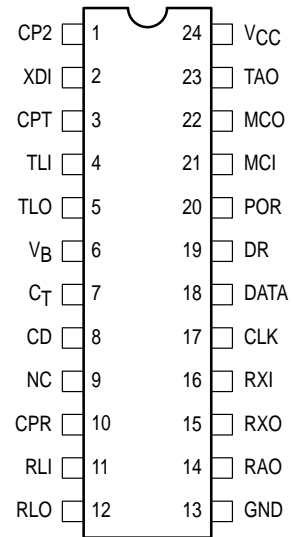 CP2 1 24 VCC
XDI 2 23 TAO
CPT 3 22 MCO
TLI 4 21 MCI
TLO 5 20 POR
VB 6 19 DR
CT 7 18 DATA
CD 8 17 CLK
NC 9 16 RXI
CPR 10 15 RXO
RLI 11 14 RAO
RLO 12 13 GND